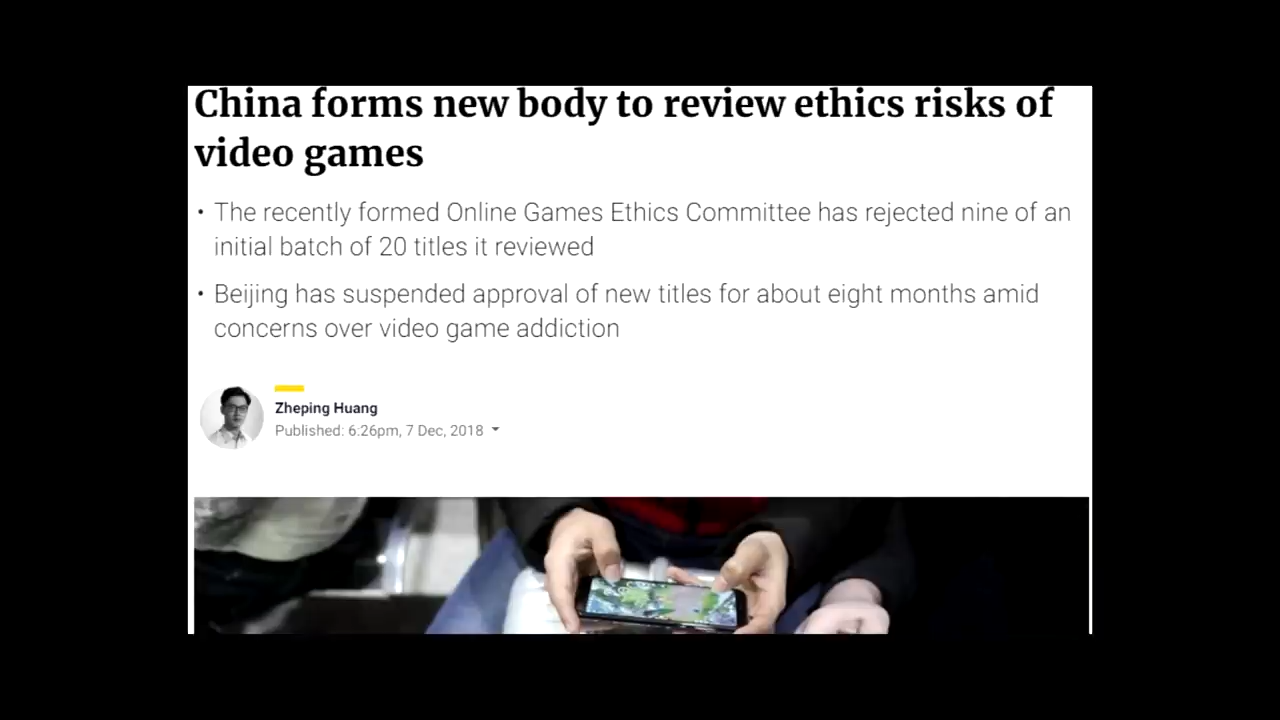 China forms new body to review ethics risks of
video games
• The recently formed Online Games Ethics Committee has rejected nine of an
initial batch of 20 titles it reviewed
• Beijing has suspended approval of new titles for about eight months amid
concerns over video game addiction
Zheping Huang
Published: 6:26pm, 7 Dec, 2018